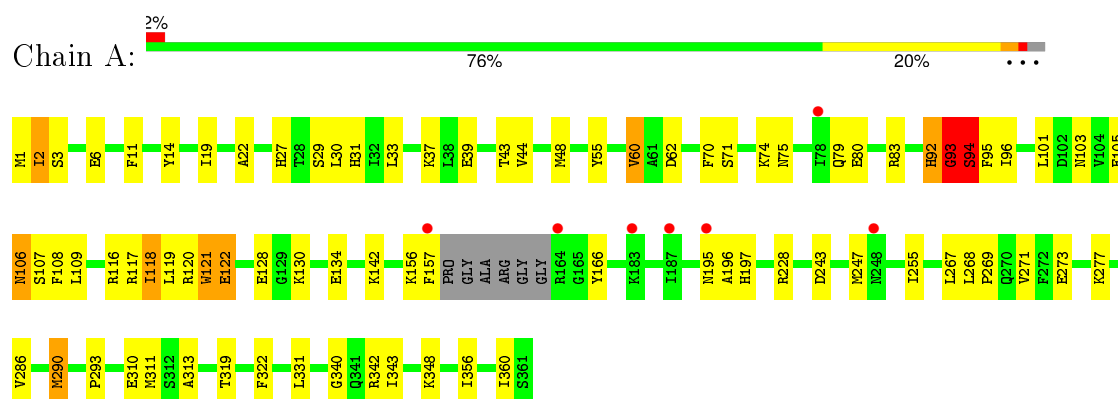 2%
Chain A:
76% 20% • • •
M1 I2 S3 E6 F11 Y14 I19 A22 H27 T28 S29 L30 H31 I32 L33 K37 L38 E39 T43 V44 M48 Y55 V60 A61 D62 F70 S71 K74 N75 I78 Q79 E80 R83 H92 G93 S94 F95 I96 L101 D102 N103 V104 E105
N106 S107 F108 L109 R116 R117 I118 L119 R120 W121 E122 E128 G129 K130 E134 K142 K156 F157 PRO GLY ALA ARG GLY GLY R164 G165 Y166 K183 I187 N195 A196 H197 R228 D243 M247 N248 I255 L267 L268 P269 Q270 V271 F272 E273 K277
V286 M290 P293 E310 M311 S312 A313 T319 F322 L331 G340 Q341 R342 I343 K348 I356 I360 S361